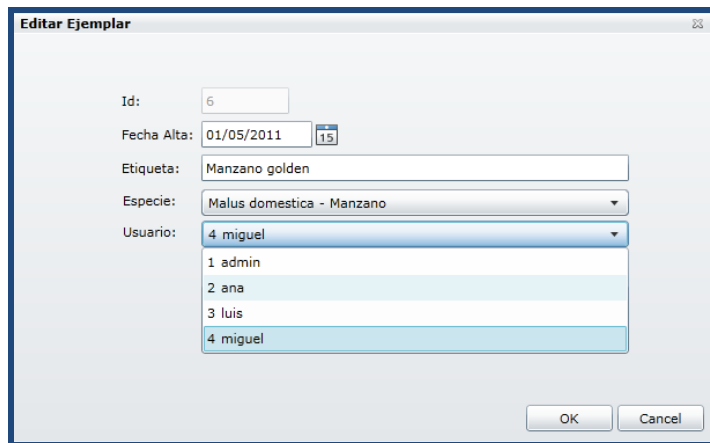 Editar Ejemplar
Id: 6
Fecha Alta: 01/05/2011 15
Etiqueta: Manzano golden
Especie: Malus domestica - Manzano
Usuario: 4 miguel
1 admin
2 ana
3 luis
4 miguel
OK Cancel